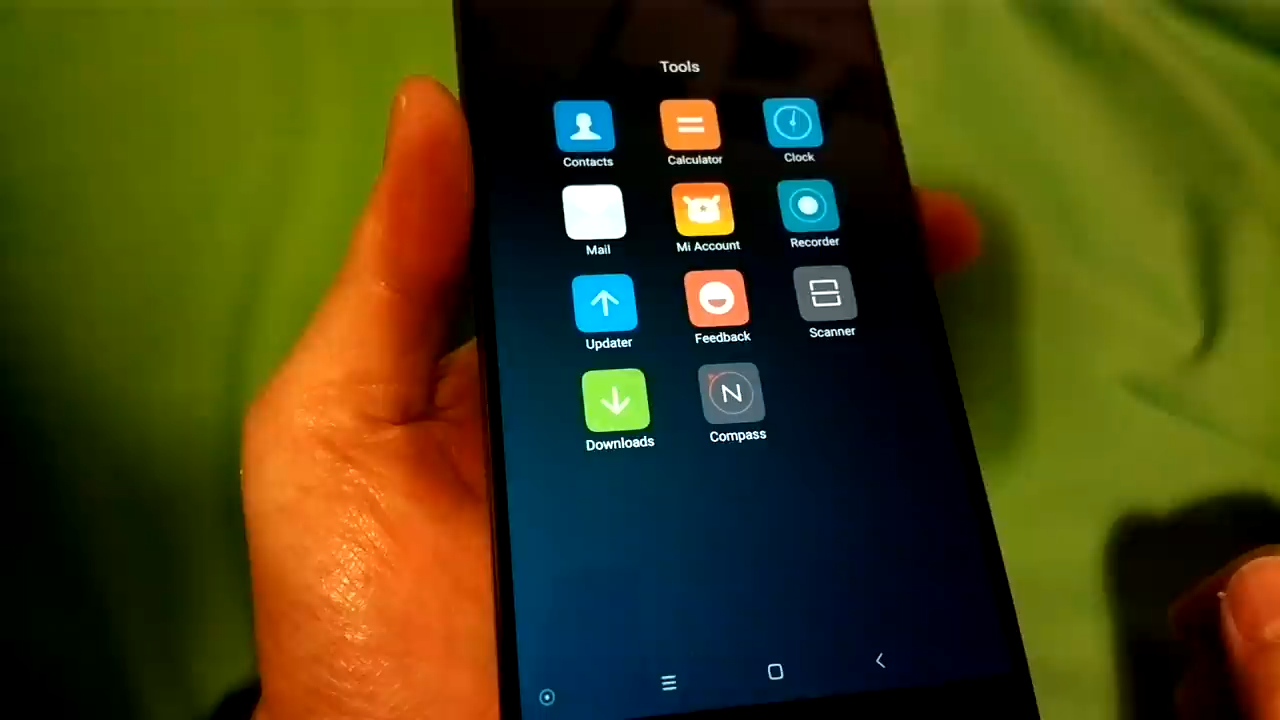 Tools
Contacts
Calculator
Clock
Mail
Mi Account
Recorder
Updater
Feedback
Scanner
Downloads
N
Compass